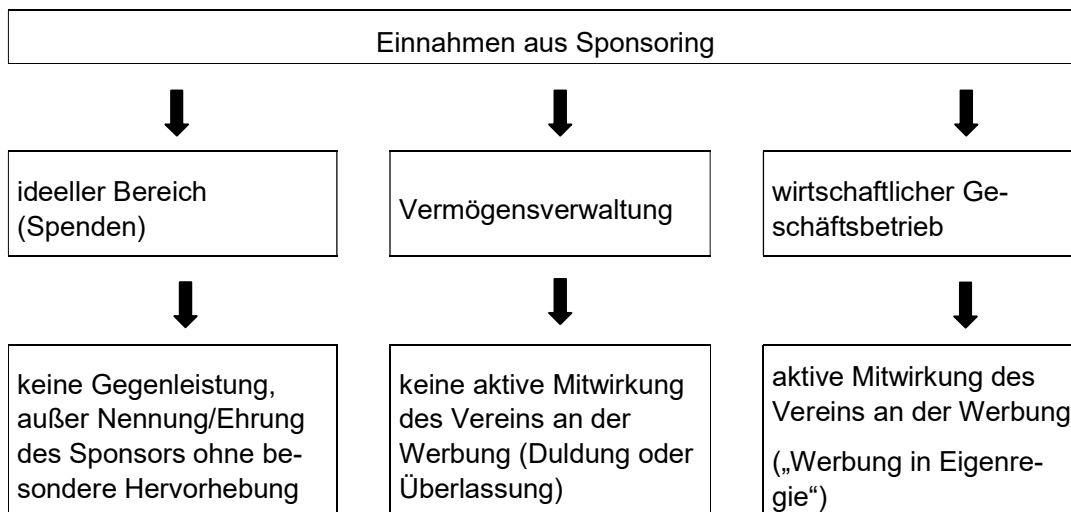 Einnahmen aus Sponsoring
ideeller Bereich
(Spenden)
Vermögensverwaltung
wirtschaftlicher Ge-
schäftsbetrieb
keine Gegenleistung,
außer Nennung/Ehrung
des Sponsors ohne be-
sondere Hervorhebung
keine aktive Mitwirkung
des Vereins an der
Werbung (Duldung oder
Überlassung)
aktive Mitwirkung des
Vereins an der Werbung
(„Werbung in Eigenre-
gie“)